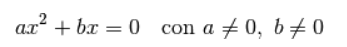 ax² + bx = 0 con a ≠ 0, b ≠ 0